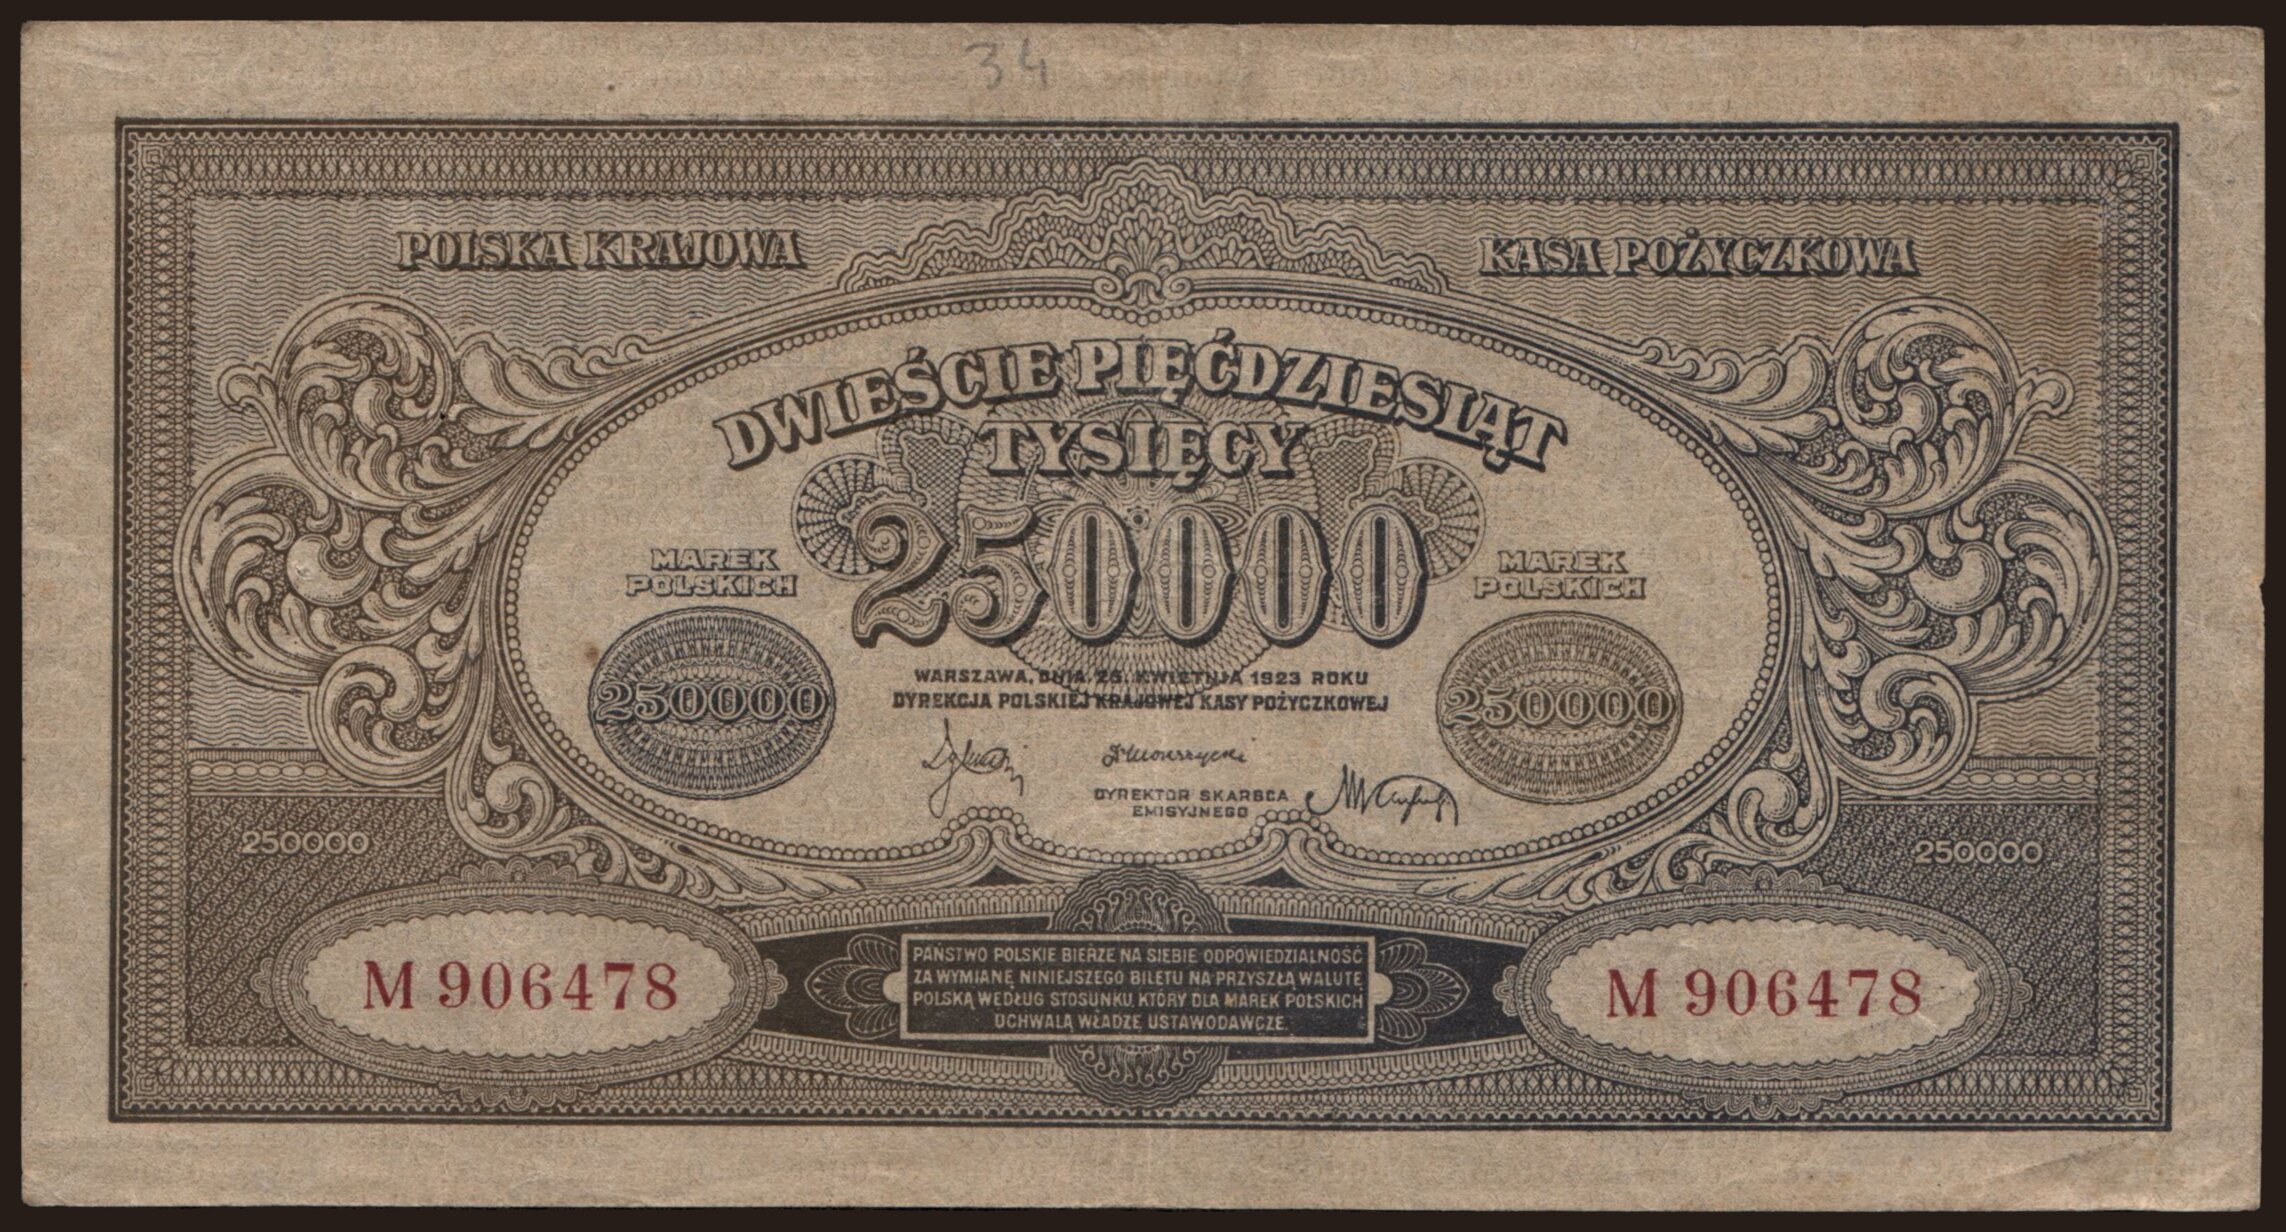 34
POLSKA KRAJOWA KASA POŻYCZKOWA
DWIEŚCIE PIĘĆDZIESIĄT
TYSIĘCY
250000
MAREK
POLSKICH
250000
MAREK
POLSKICH
250000
WARSZAWA, DNIA 25. KWIETNIA 1923 ROKU
DYREKCJA POLSKIEJ KRAJOWEJ KASY POŻYCZKOWEJ
DYREKTOR SKARBCA
EMISYJNEGO
250000
250000
M 906478
PAŃSTWO POLSKIE BIERZE NA SIEBIE ODPOWIEDZIALNOŚĆ
ZA WYMIANĘ NINIEJSZEGO BILETU NA PRZYSZŁĄ WALUTĘ
POLSKĄ WEDŁUG STOSUNKU, KTÓRY DLA MAREK POLSKICH
UCHWALĄ WŁADZE USTAWODAWCZE.
M 906478